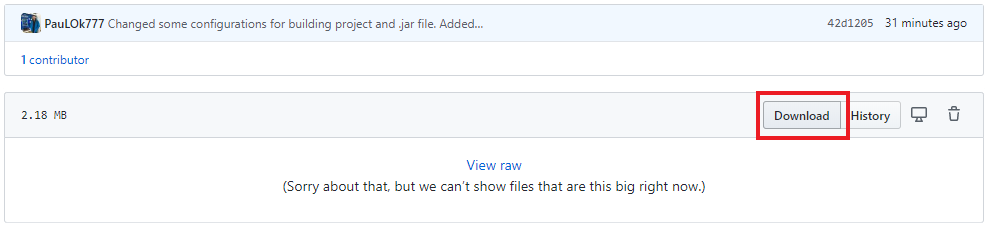 PauLOk777 Changed some configurations for building project and .jar file. Added… 42d1205 31 minutes ago
1 contributor
2.18 MB Download History
View raw
(Sorry about that, but we can't show files that are this big right now.)